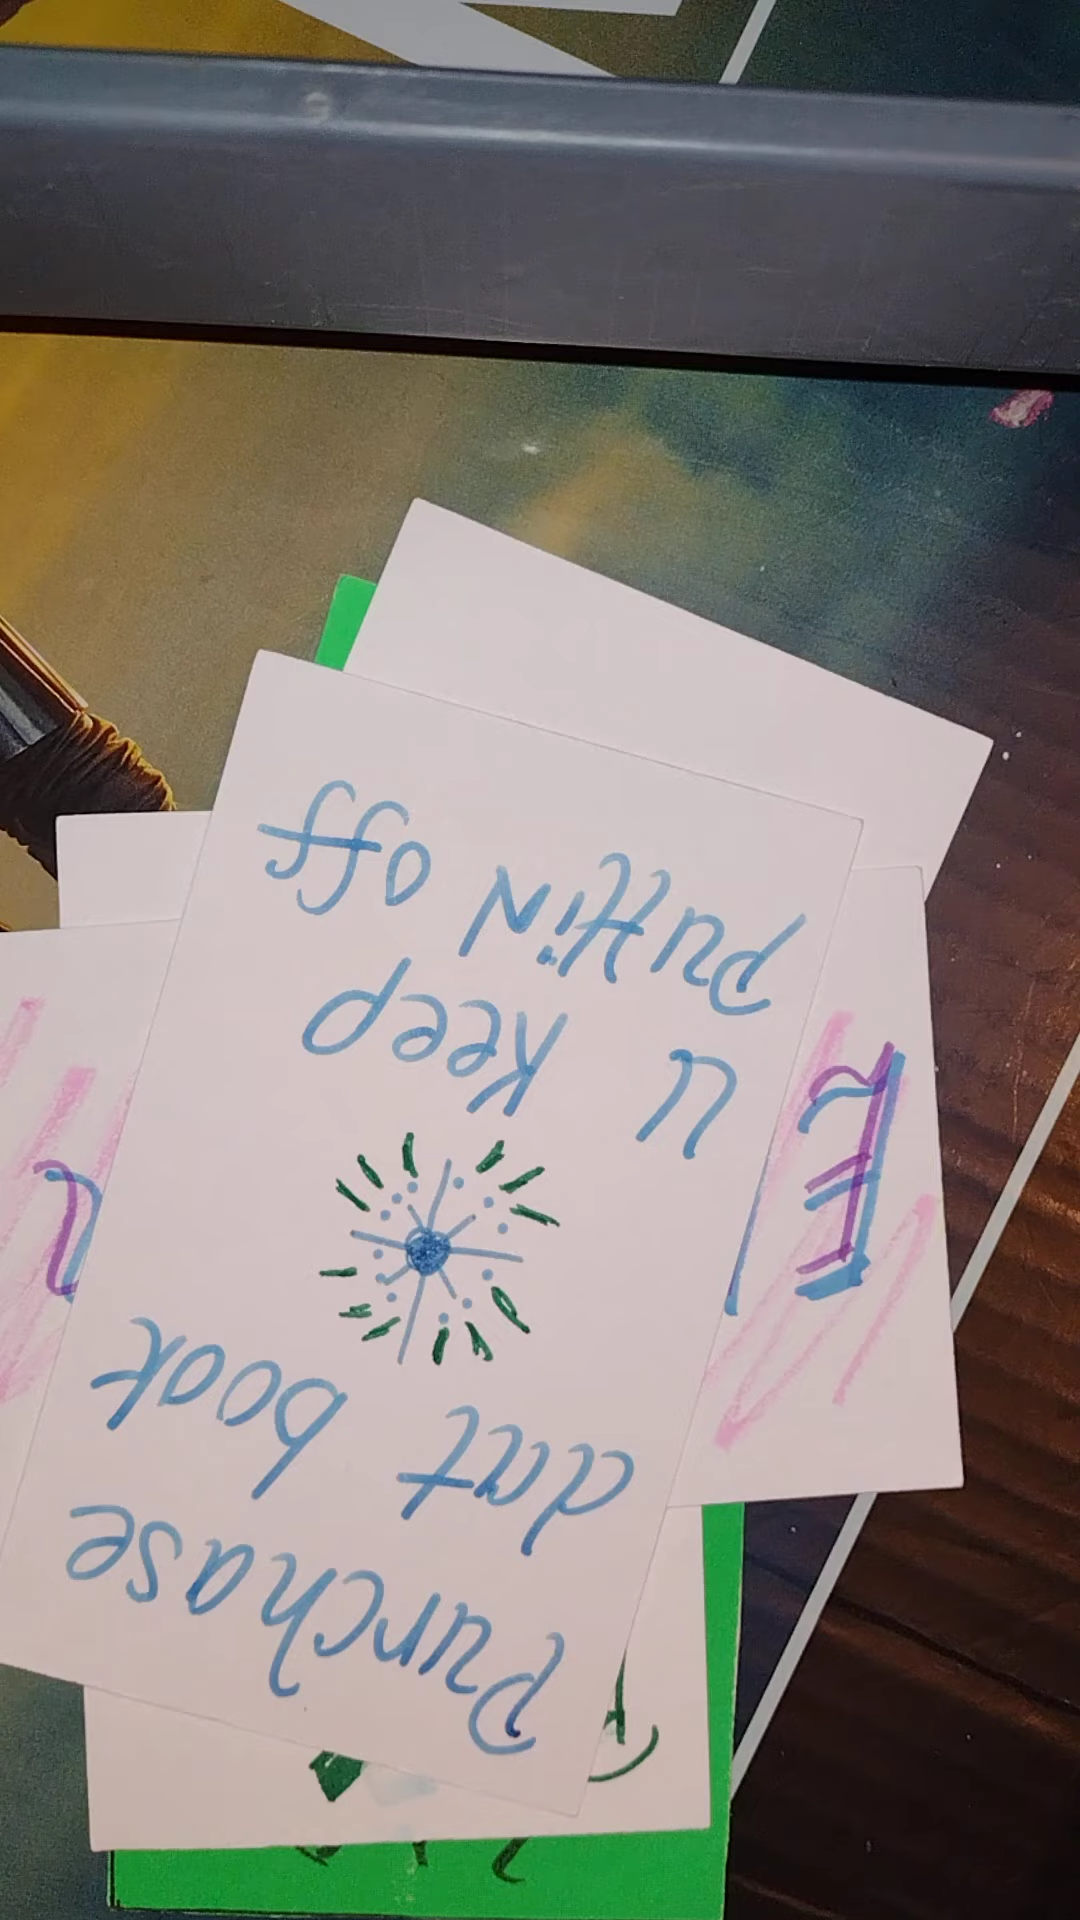 Purchase
dat book
u keep
puttin off